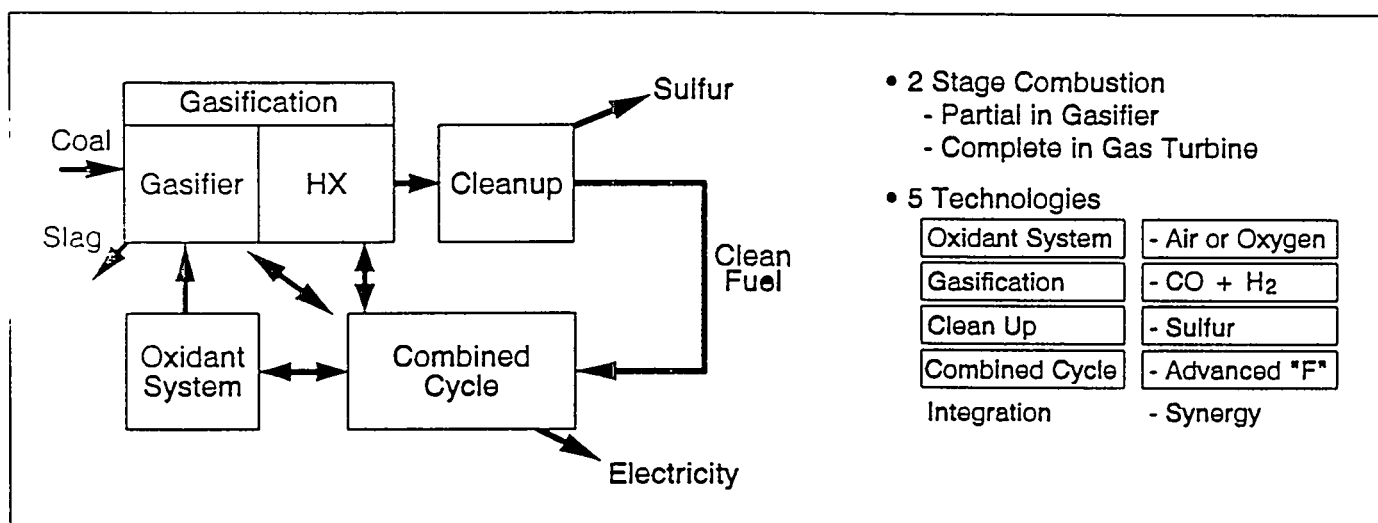 Gasification
Coal
Gasifier
HX
Slag
Cleanup
Sulfur
Clean
Fuel
Oxidant
System
Combined
Cycle
Electricity
• 2 Stage Combustion
- Partial in Gasifier
- Complete in Gas Turbine
• 5 Technologies
Oxidant System - Air or Oxygen
Gasification - CO + H2
Clean Up - Sulfur
Combined Cycle - Advanced "F"
Integration - Synergy